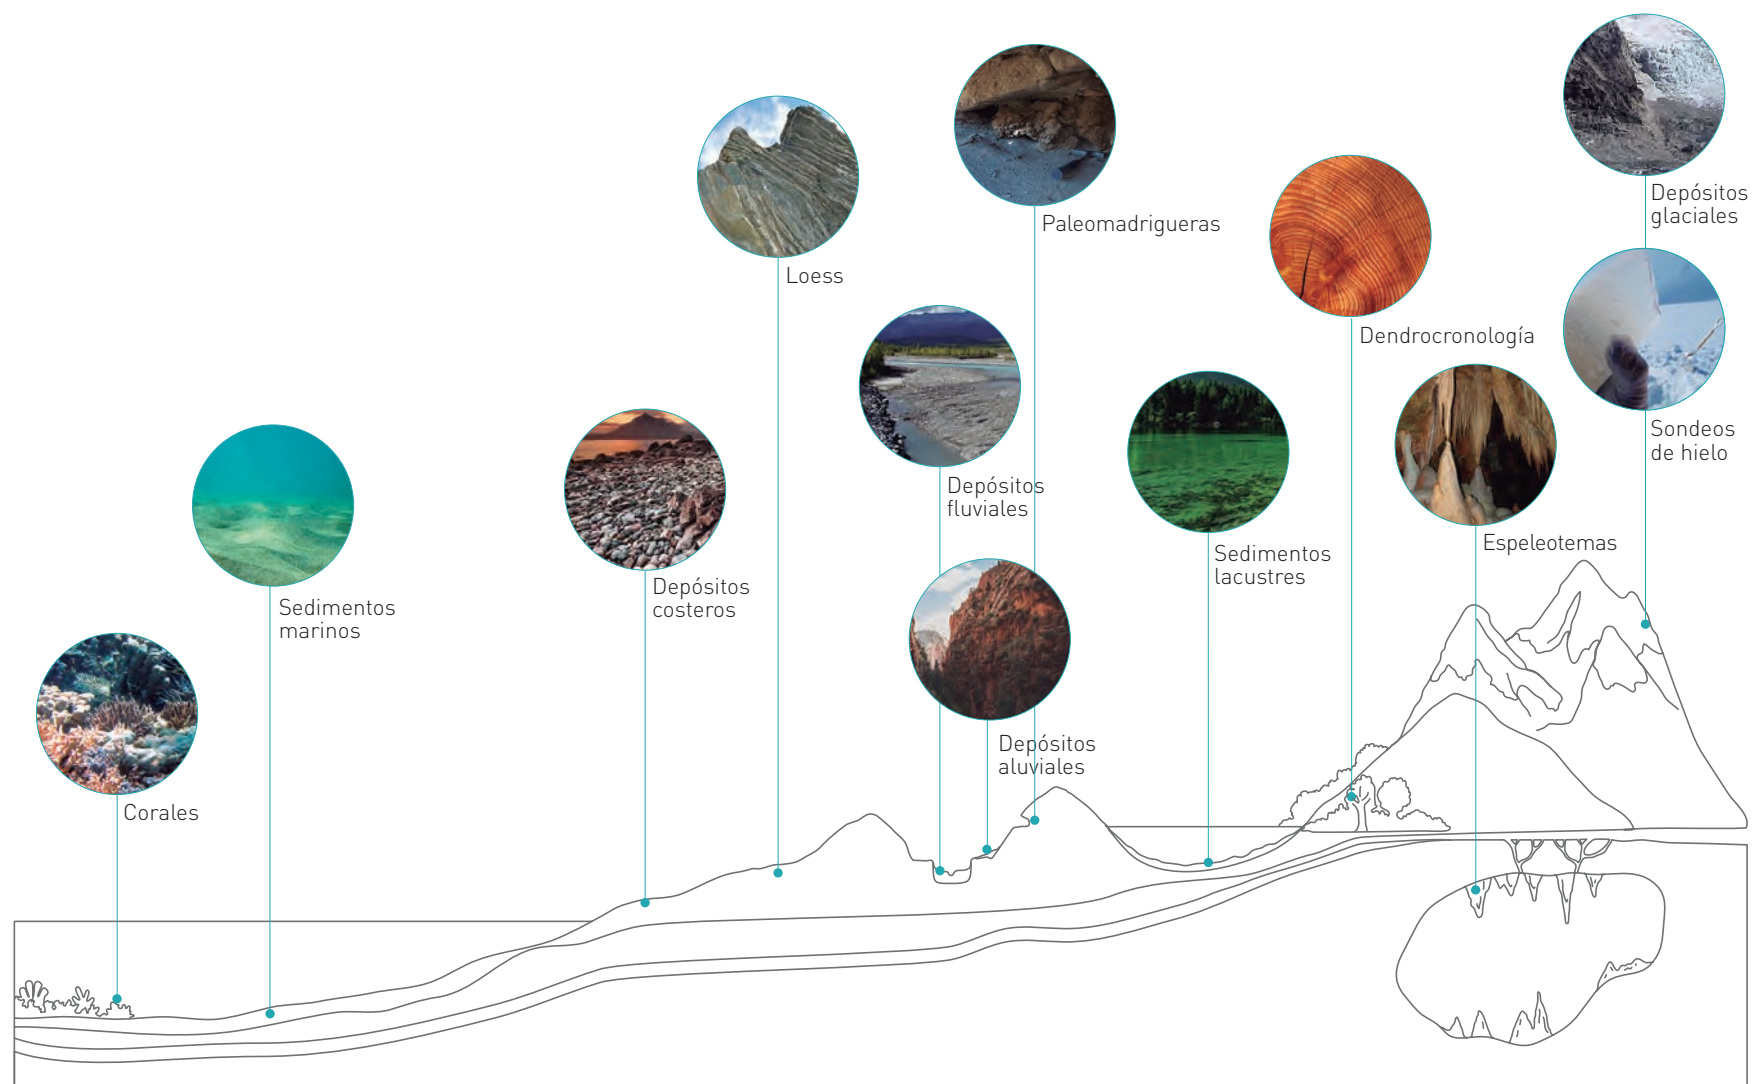 Depósitos
glaciales
Paleomadrigueras
Loess
Dendrocronología
Sondeos
de hielo
Depósitos
fluviales
Espeleotemas
Sedimentos
lacustres
Depósitos
costeros
Sedimentos
marinos
Depósitos
aluviales
Corales